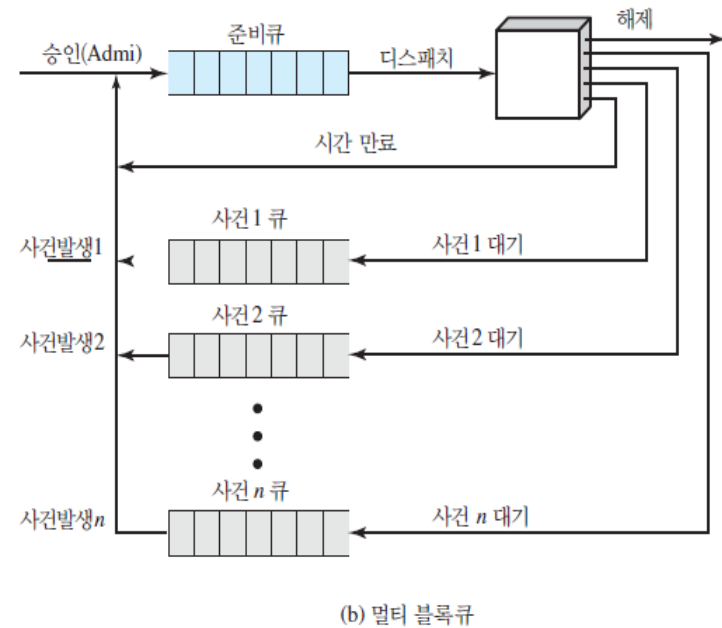 승인(Admi)
준비큐
디스패치
해제
시간 만료
사건발생1
사건1 큐
사건1 대기
사건발생2
사건2 큐
사건2 대기
사건발생n
사건 n 큐
사건 n 대기
(b) 멀티 블록큐